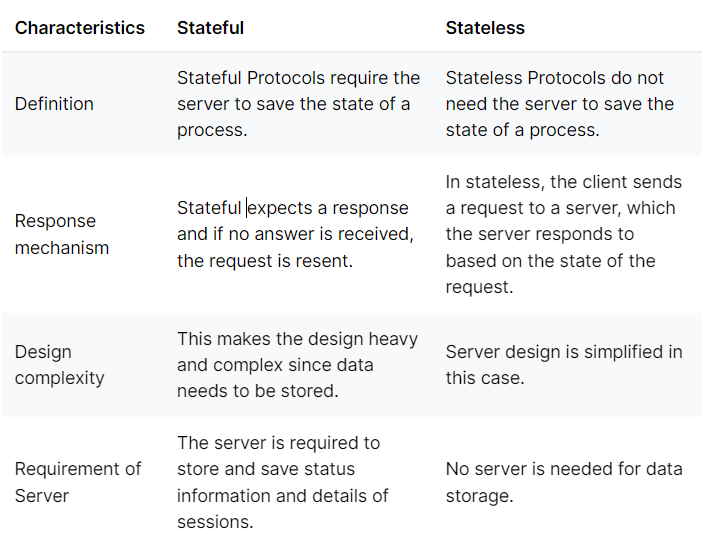 Characteristics Stateful Stateless
Definition
Stateful Protocols require the
server to save the state of a
process.
Stateless Protocols do not
need the server to save the
state of a process.
Response
mechanism
Stateful expects a response
and if no answer is received,
the request is resent.
In stateless, the client sends
a request to a server, which
the server responds to
based on the state of the
request.
Design
complexity
This makes the design heavy
and complex since data
needs to be stored.
Server design is simplified in
this case.
Requirement of
Server
The server is required to
store and save status
information and details of
sessions.
No server is needed for data
storage.